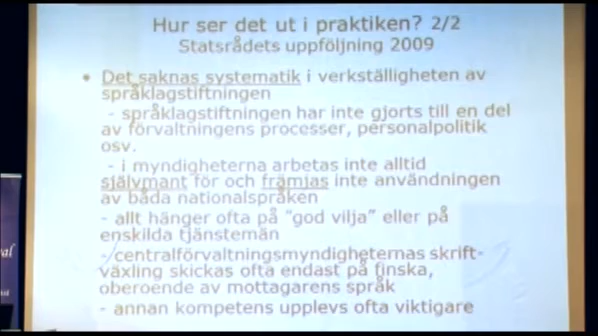 Hur ser det ut i praktiken? 2/2
Statsrådets uppföljning 2009
• Det saknas systematik i verkställigheten av
språklagstiftningen
- språklagstiftningen har inte gjorts till en del
av förvaltningens processer, personalpolitik
osv.
- i myndigheterna arbetas inte alltid
självmant för och främjas inte användningen
av båda nationalspråken
- allt hänger ofta på "god vilja" eller på
enskilda tjänstemän
- centralförvaltningsmyndigheternas skrift-
växling skickas ofta endast på finska,
oberoende av mottagarens språk
- annan kompetens upplevs ofta viktigare